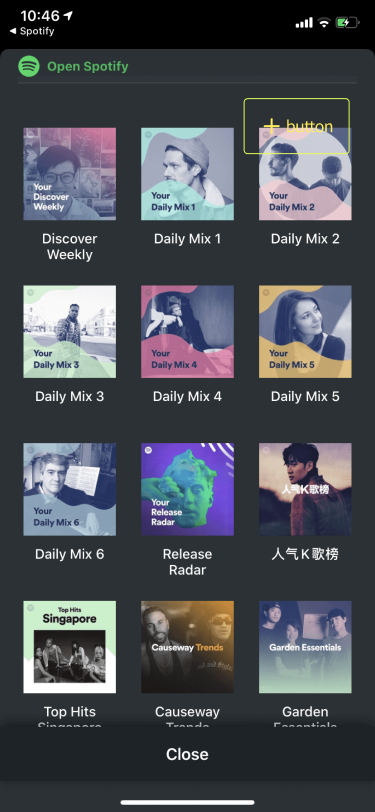 10:46
Spotify
Open Spotify
+ button
Your
Discover
Weekly
Your
Daily Mix 1
Your
Daily Mix 2
Discover
Weekly
Daily Mix 1
Daily Mix 2
Your
Daily Mix 3
Your
Daily Mix 4
Your
Daily Mix 5
Daily Mix 3
Daily Mix 4
Daily Mix 5
Your
Daily Mix 6
Your
Release
Radar
人气K歌榜
Daily Mix 6
Release
Radar
人气K歌榜
Top Hits
Singapore
Causeway Trends
Garden Essentials
Top Hits
Singapore
Causeway
Trends
Garden
Essentials
Close